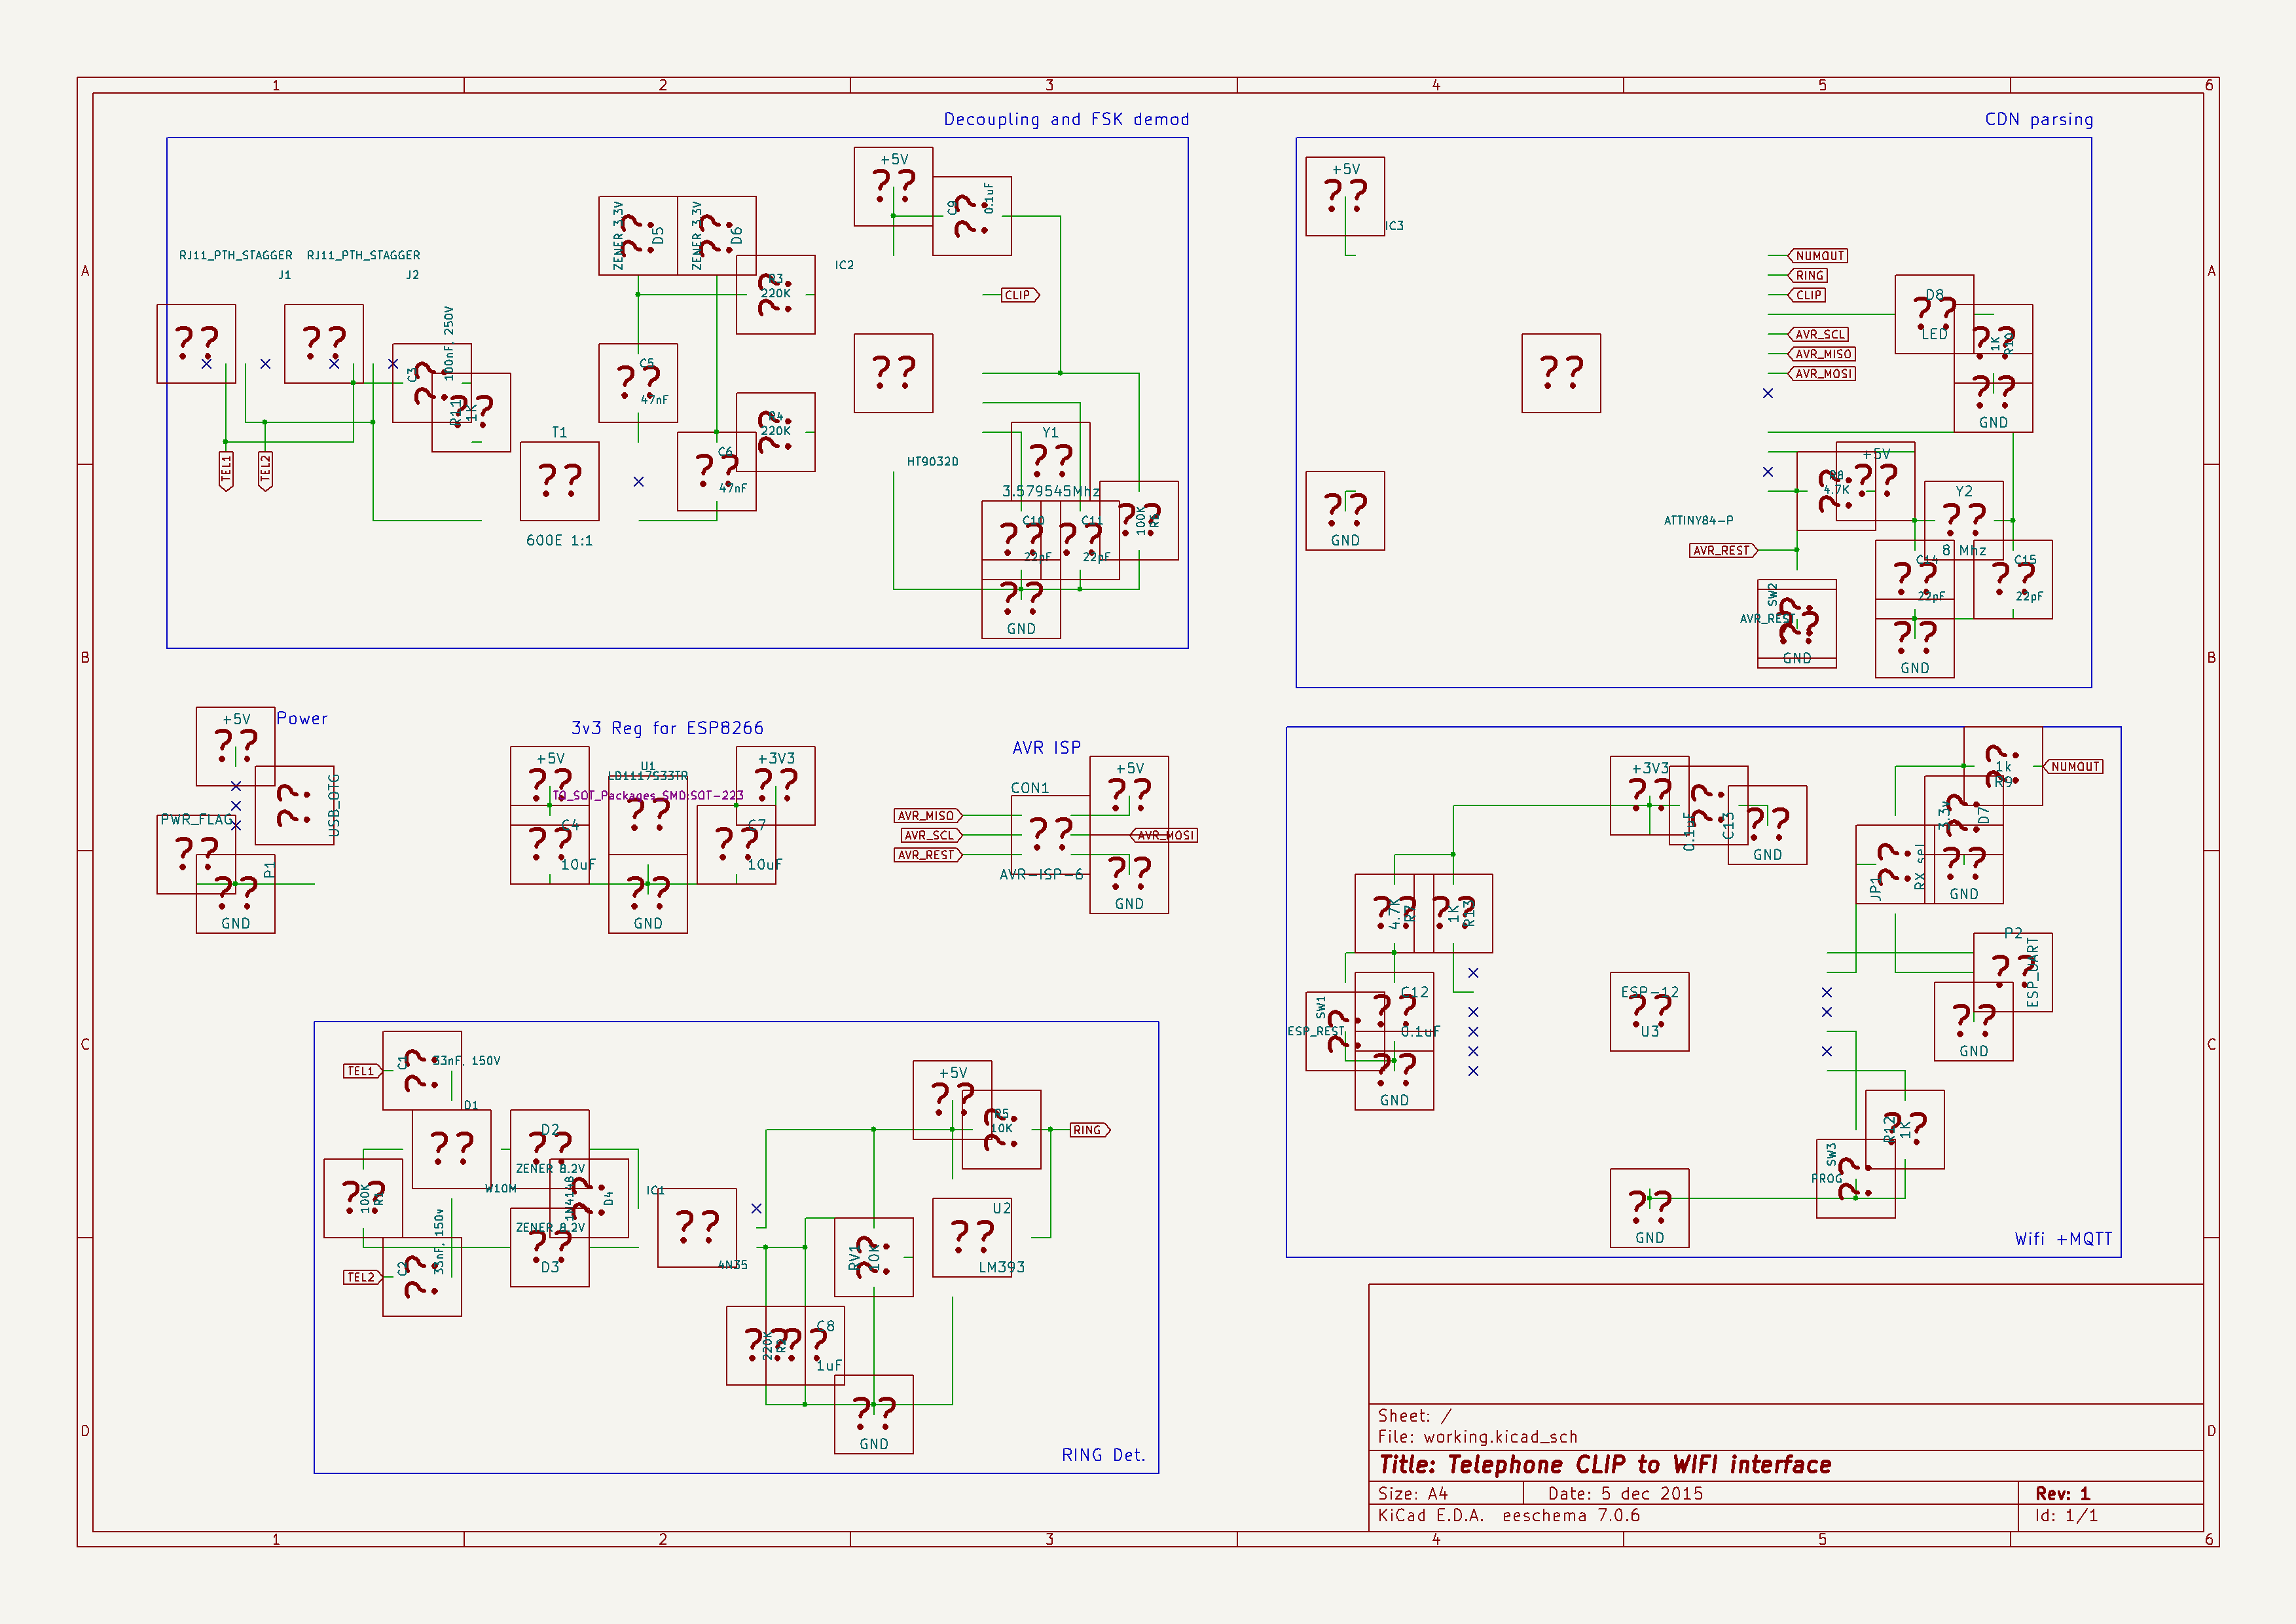 1 2 3 4 5 6
Decoupling and FSK demod
CDN parsing
+5V
??
C9
0.1uF
+5V
??
IC3
ZENER 3.3V
D5
ZENER 3.3V
D6
RJ11_PTH_STAGGER
J1
RJ11_PTH_STAGGER
J2
IC2
R3
220K
CLIP
NUMOUT
RING
CLIP
AVR_SCL
AVR_MISO
AVR_MOSI
D8
LED
1K
GND
A
A
??
??
C3
100nF, 250V
R11
1K
C5
47nF
R4
220K
C6
47nF
T1
??
600E 1:1
TEL1
TEL2
HT9032D
Y1
3.579545Mhz
C10
22pF
C11
22pF
100K
GND
??
??
GND
ATTINY84-P
AVR_REST
+5V
R8
4.7K
Y2
8 Mhz
C14
22pF
C15
22pF
SW2
AVR_REST
GND
GND
B
B
Power
+5V
??
PWR_FLAG
USB_OTG
P1
GND
3v3 Reg for ESP8266
+5V
U1
LD1117S33TR
TO_SOT_Packages_SMD:SOT-223
+3V3
C4
10uF
C7
10uF
GND
AVR ISP
CON1
AVR_MISO
AVR_SCL
AVR_REST
AVR-ISP-6
+5V
AVR_MOSI
GND
+3V3
0.1uF
C13
GND
1k
R9
NUMOUT
3.3v
D7
JP1
RX_sel
GND
4.7K
R7
1K
R13
SW1
ESP_REST
C12
0.1uF
GND
ESP-12
??
U3
P2
ESP_UART
GND
R12
1K
SW3
PROG
GND
Wifi +MQTT
C
C
TEL1
C1
33nF, 150V
D1
W10M
100K
R1
TEL2
C2
33nF, 150v
D2
ZENER 8.2V
1N4148
D4
ZENER 8.2V
D3
IC1
??
4N35
+5V
R5
10K
RING
RV1
10K
U2
??
LM393
220K
R2
C8
1uF
GND
RING Det.
D
D
Sheet: /
File: working.kicad_sch
Title: Telephone CLIP to WIFI interface
Size: A4 Date: 5 dec 2015 Rev: 1
KiCad E.D.A. eeschema 7.0.6 Id: 1/1
1 2 3 4 5 6